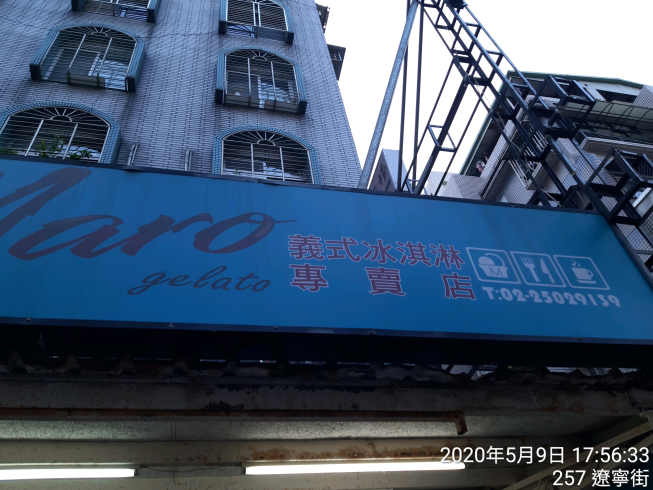 Maro
gelato
義式冰淇淋
專賣店
M
T:02-25029139
2020年5月9日 17:56:33
257 遼寧街